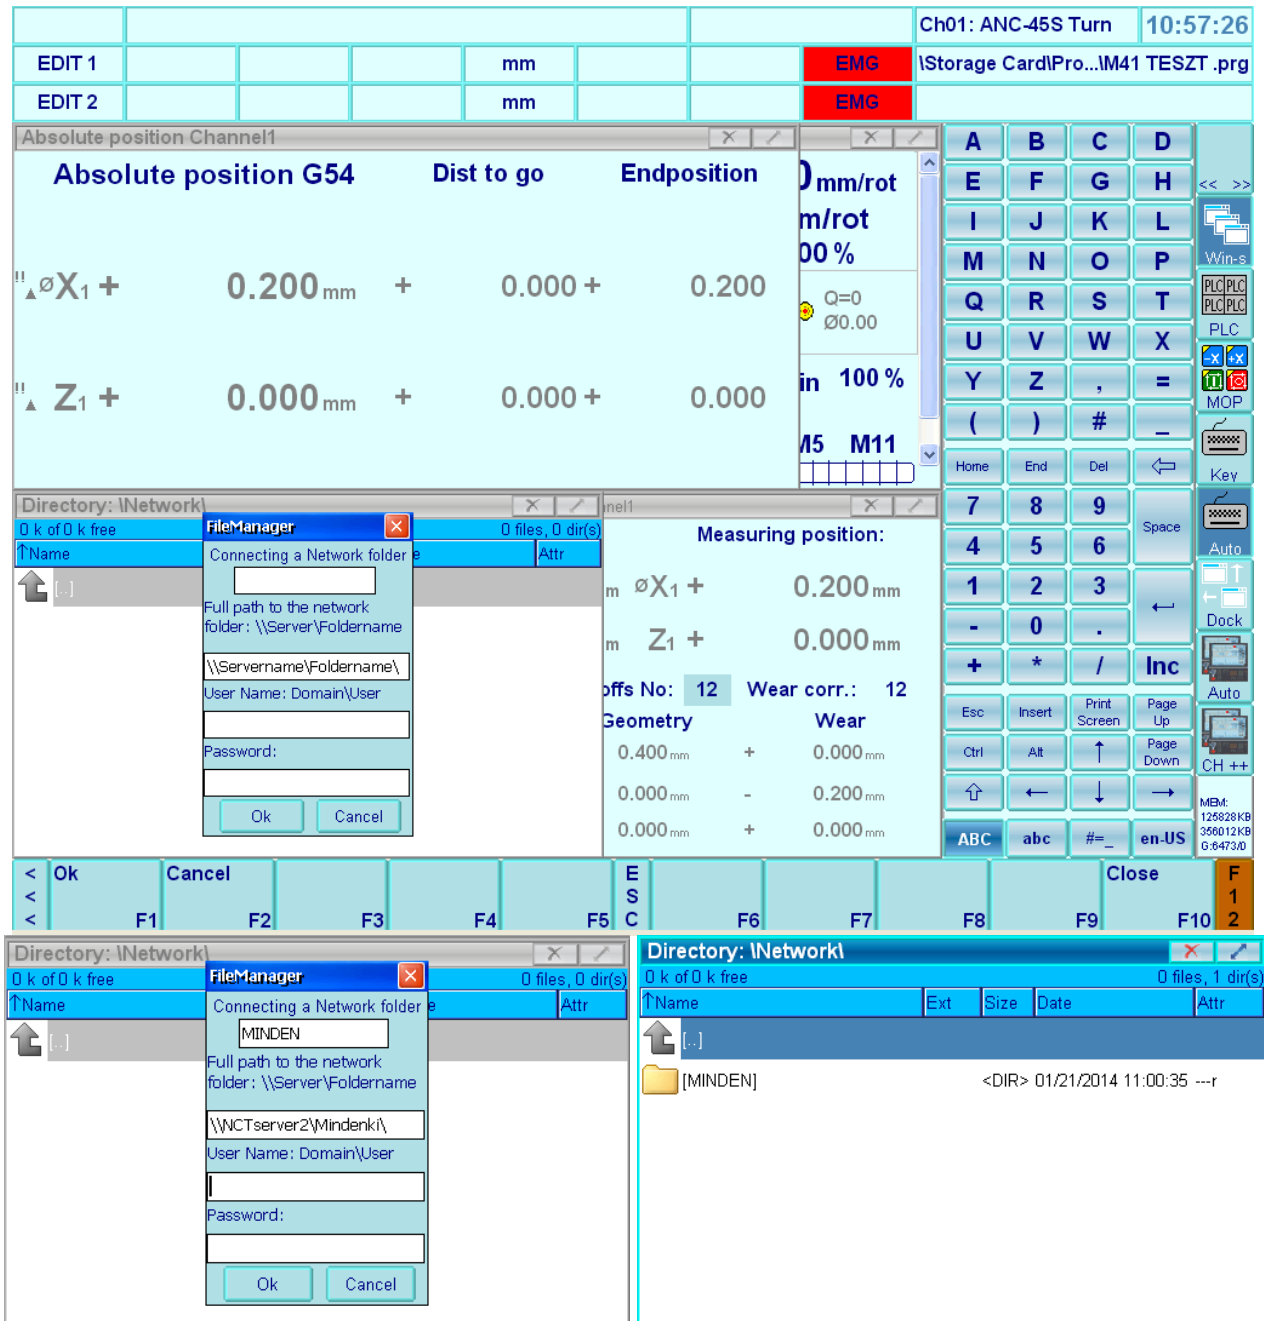 Ch01: ANC-45S Turn 10:57:26
EDIT 1 mm EMG \Storage Card\Pro...\M41 TESZT .prg
EDIT 2 mm EMG
Absolute position Channel1
Absolute position G54 Dist to go Endposition
!! øX1 + 0.200 mm + 0.000 + 0.200
!! Z1 + 0.000 mm + 0.000 + 0.000
0 mm/rot
m/rot
00 %
Q=0
Ø0.00
in 100 %
M5 M11
Directory: \Network\
0 k of 0 k free 0 files, 0 dir(s)
↑Name e Attr
[..]
FileManager
Connecting a Network folder
Full path to the network
folder: \\Server\Foldername
\\Servername\Foldername\
User Name: Domain\User
Password:
Ok Cancel
nnel1
Measuring position:
m øX1 + 0.200 mm
m Z1 + 0.000 mm
offs No: 12 Wear corr.: 12
Geometry Wear
0.400 mm + 0.000 mm
0.000 mm - 0.200 mm
0.000 mm + 0.000 mm
A B C D
E F G H
I J K L
M N O P
Q R S T
U V W X
Y Z , =
( ) # _
Home End Del ⇦
7 8 9 Space
4 5 6
1 2 3 ↵
- 0 .
+ * / Inc
Esc Insert Print Screen Page Up
Ctrl Alt ↑ Page Down
⇧ ← ↓ →
ABC abc #=_ en-US
<< >>
Win-s
PLC PLC
PLC PLC
PLC
-X +X
MOP
Key
Auto
Dock
Auto
CH ++
MEM:
125828KB
356012KB
G:6473/0
< < < Ok F1 Cancel F2 F3 F4 F5 ESC F6 F7 F8 F9 Close F10 F12
Directory: \Network\
0 k of 0 k free 0 files, 0 dir(s)
↑Name e Attr
[..]
FileManager
Connecting a Network folder
MINDEN
Full path to the network
folder: \\Server\Foldername
\\NCTserver2\Mindenki\
User Name: Domain\User
Password:
Ok Cancel
Directory: \Network\
0 k of 0 k free 0 files, 1 dir(s)
↑Name Ext Size Date Attr
[..]
[MINDEN] <DIR> 01/21/2014 11:00:35 ---r